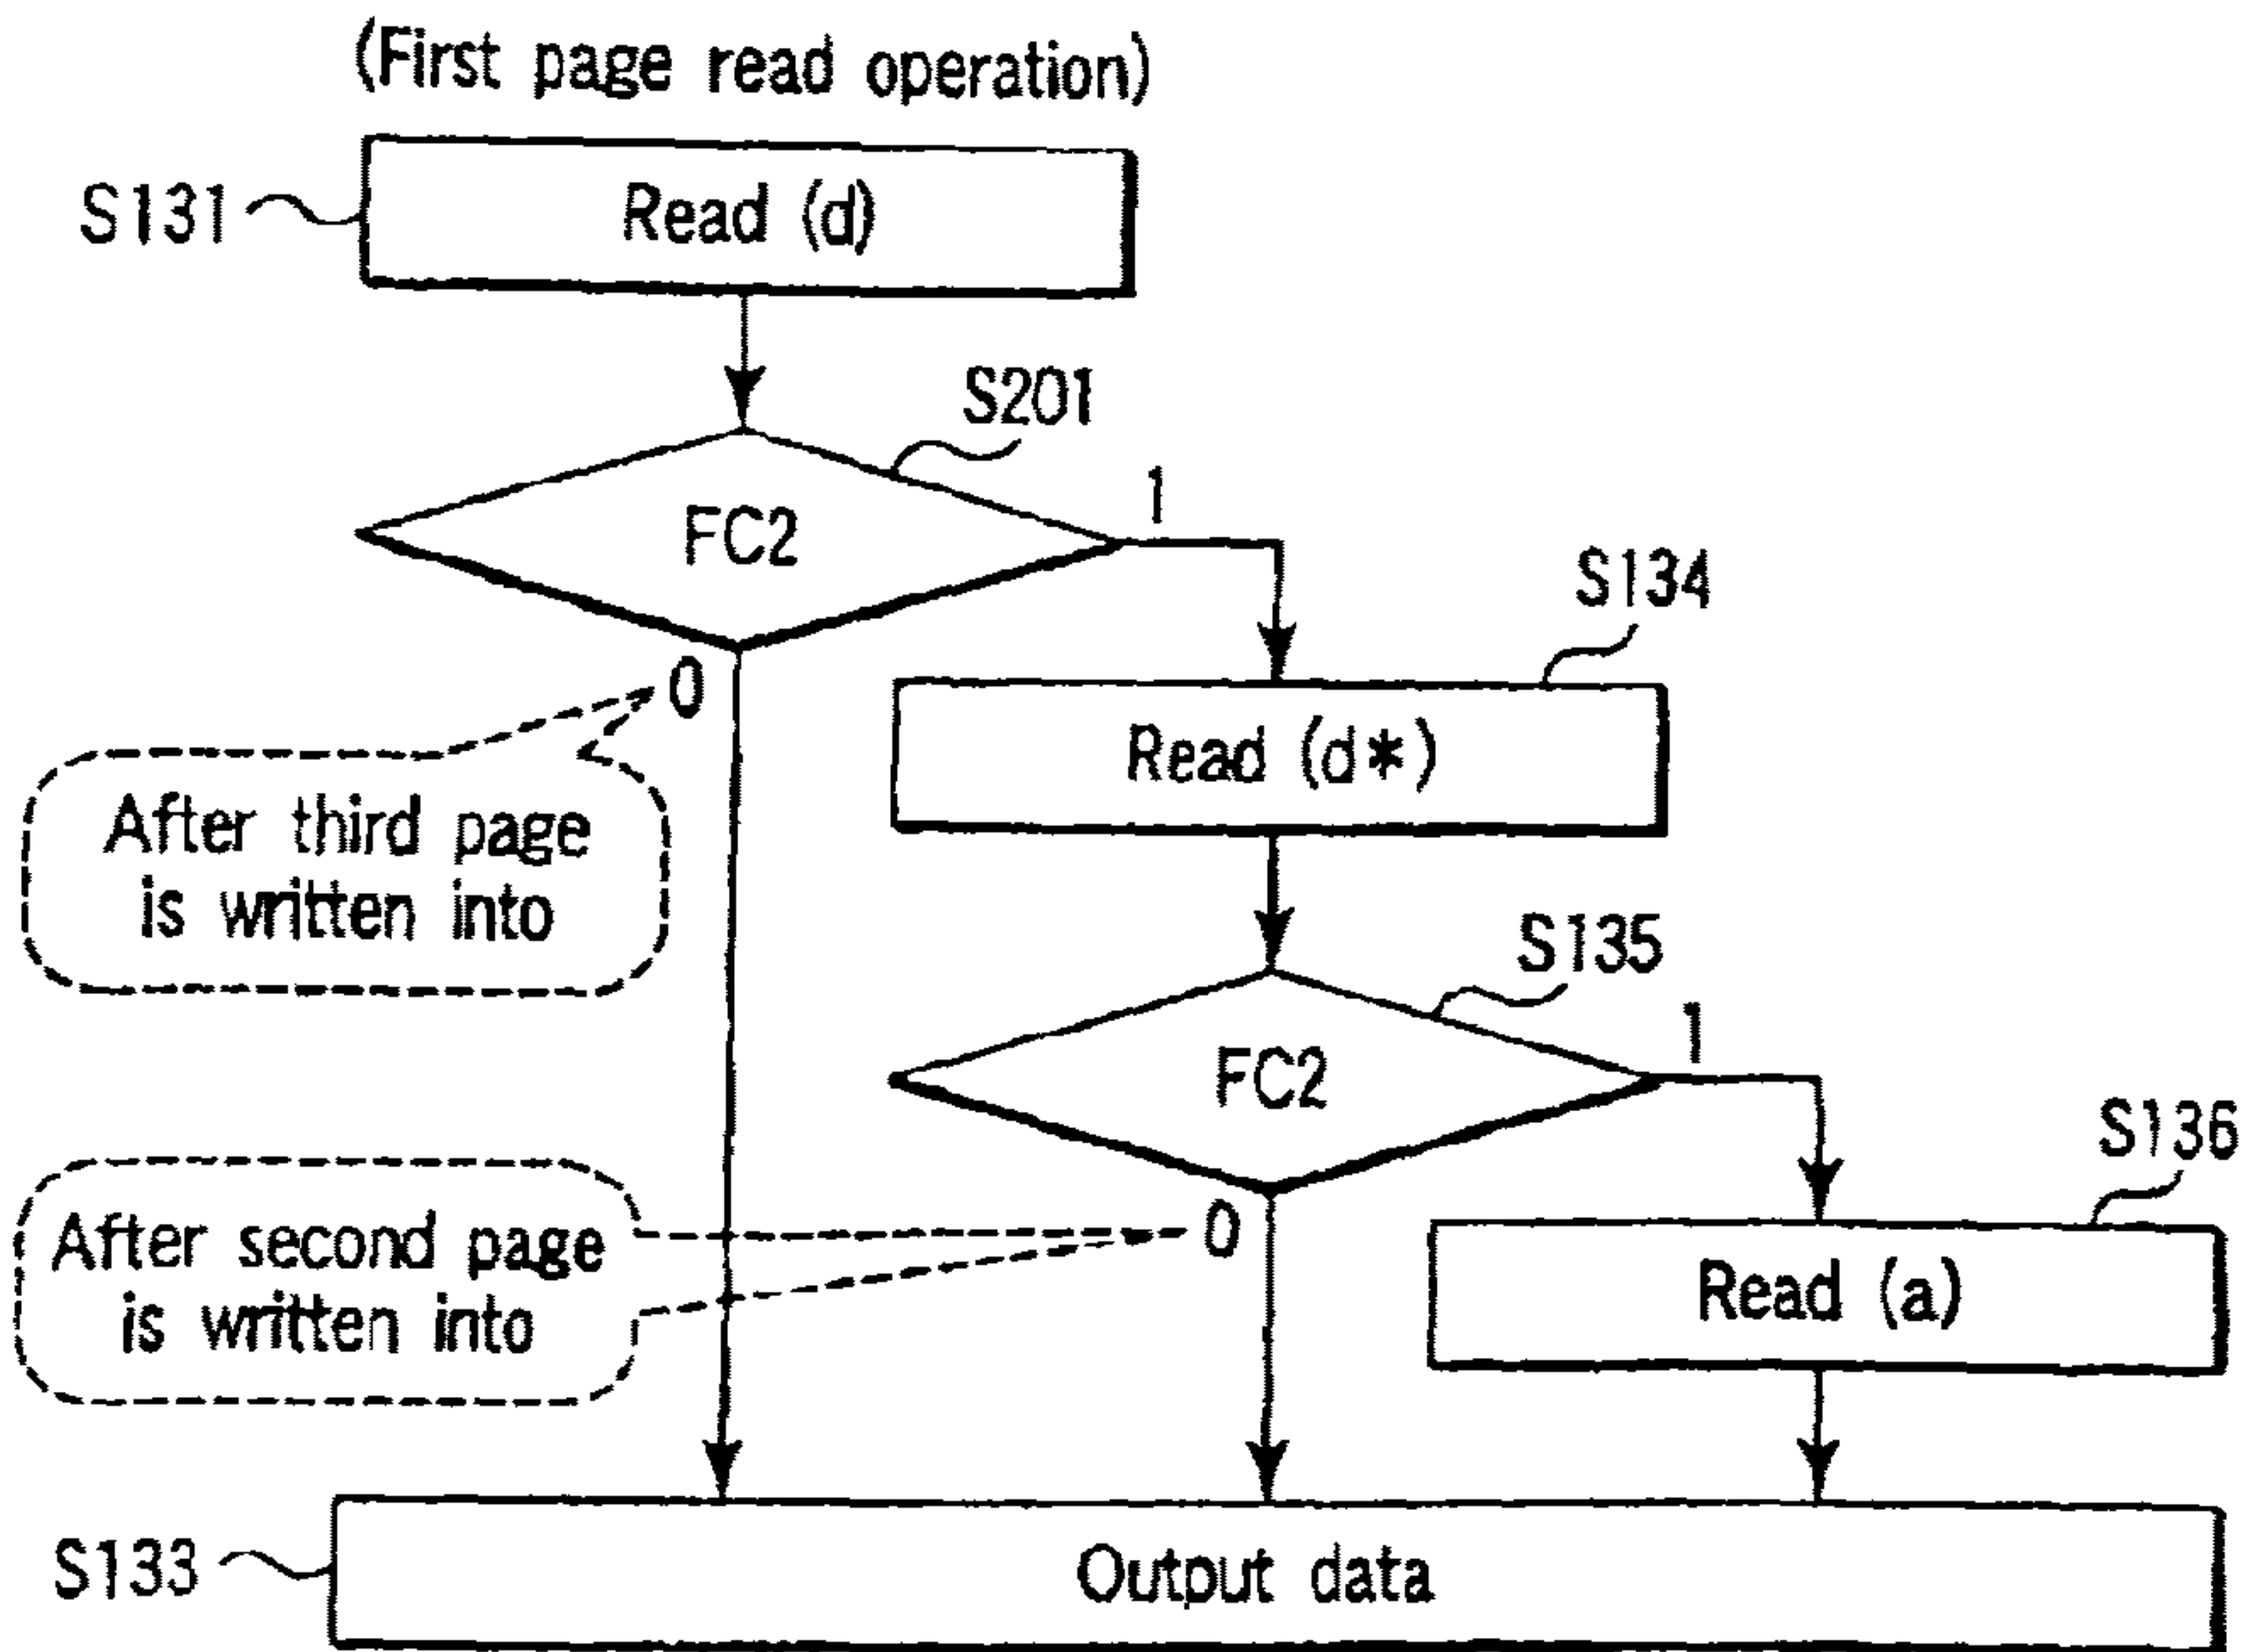 (First page read operation)
S131
Read (d)
S201
FC2
1
0
S134
Read (d*)
After third page
is written into
S135
FC2
1
0
S136
Read (a)
After second page
is written into
S133
Output data